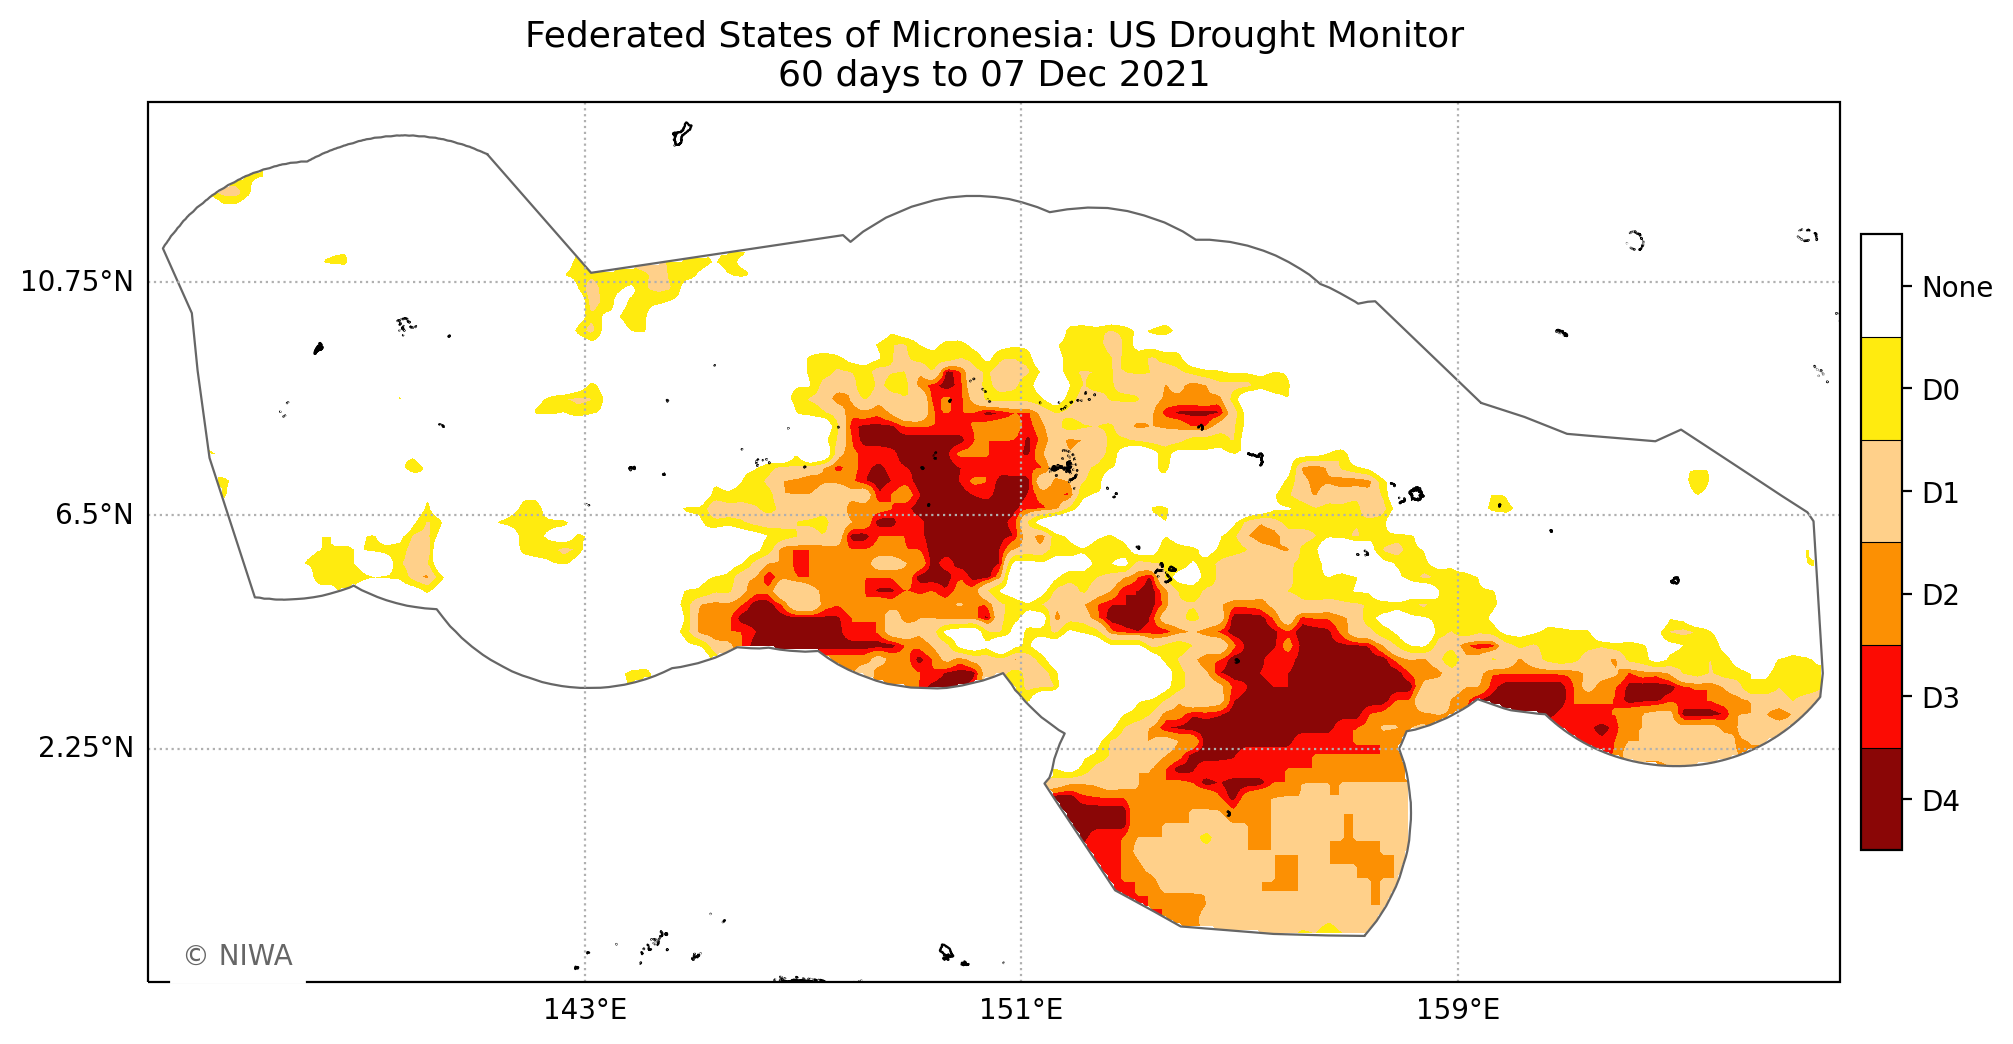 Federated States of Micronesia: US Drought Monitor
60 days to 07 Dec 2021
10.75°N
6.5°N
2.25°N
143°E
151°E
159°E
None
D0
D1
D2
D3
D4
© NIWA